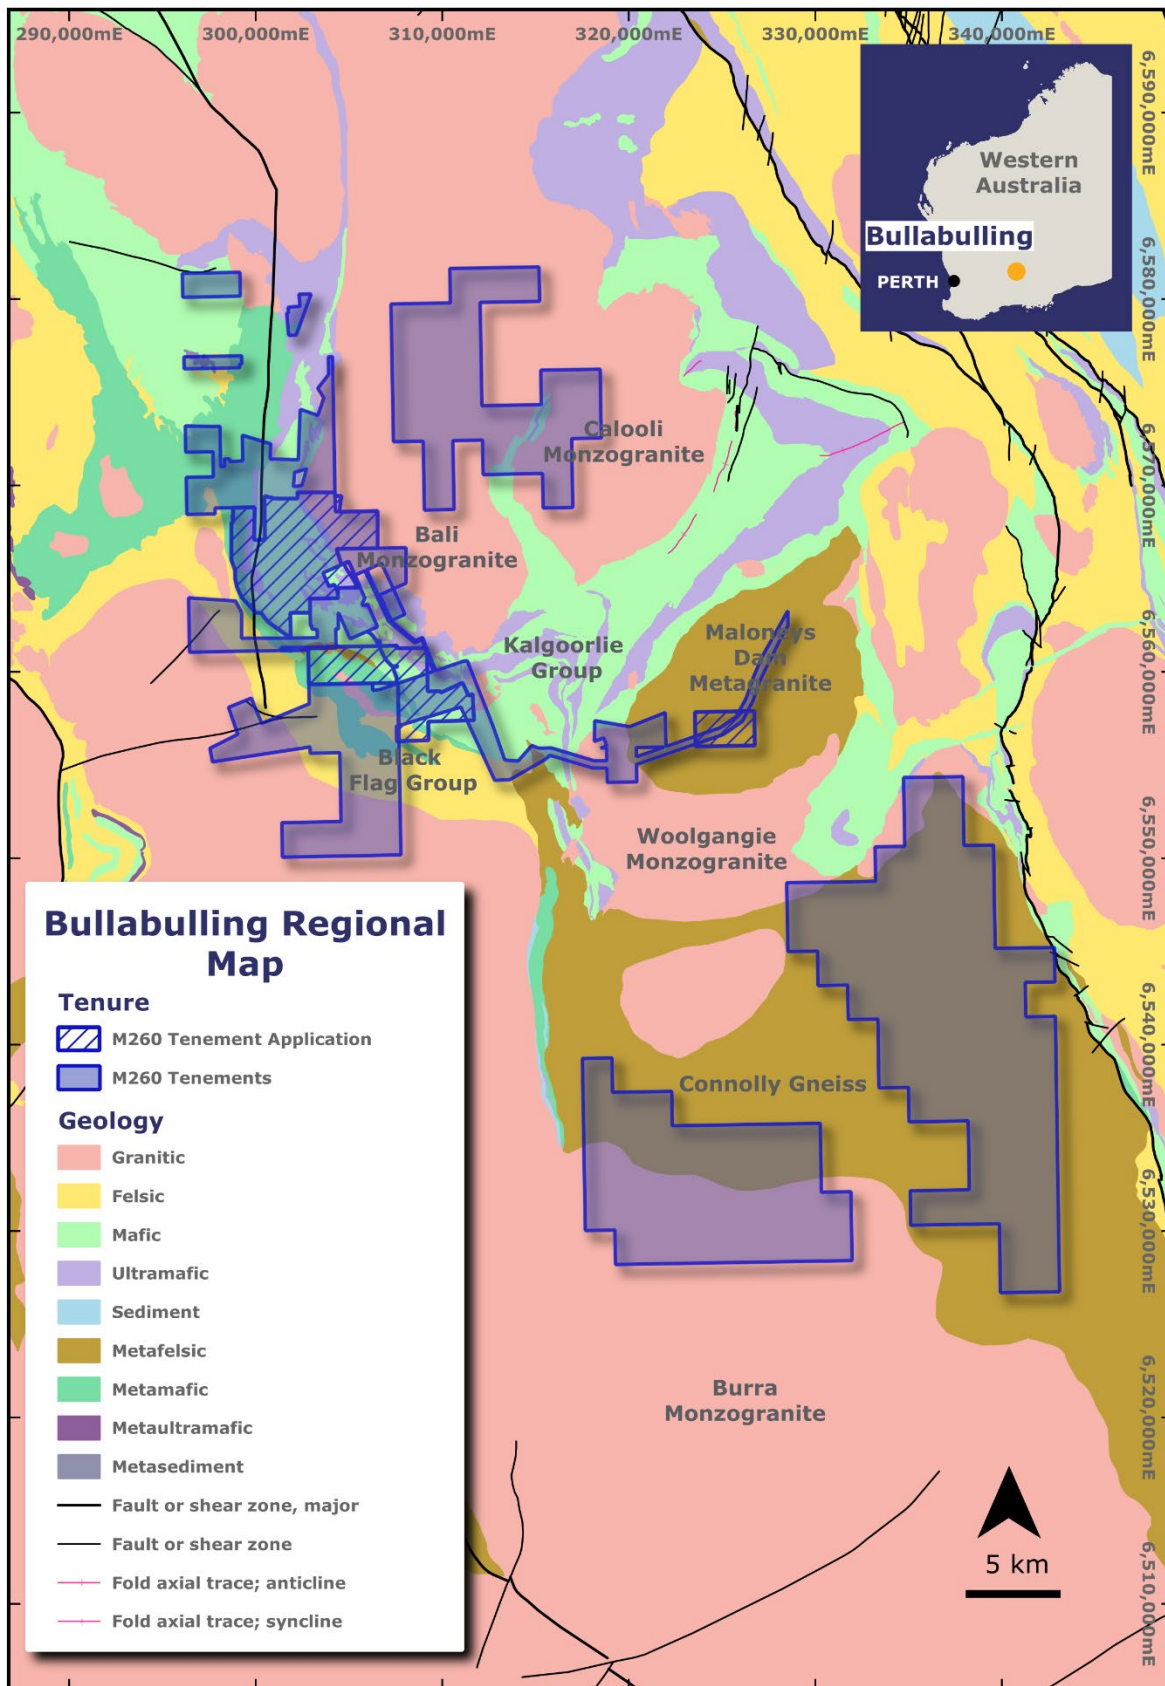 290,000mE
300,000mE
310,000mE
320,000mE
330,000mE
340,000mE
6,590,000mE
6,580,000mE
6,570,000mE
6,560,000mE
6,550,000mE
6,540,000mE
6,530,000mE
6,520,000mE
6,510,000mE
Western
Australia
Bullabulling
PERTH
Calooli
Monzogranite
Bali
Monzogranite
Kalgoorlie
Group
Maloneys
Dam
Metagranite
Black
Flag Group
Woolgangie
Monzogranite
Connolly Gneiss
Burra
Monzogranite
Bullabulling Regional
Map
Tenure
M260 Tenement Application
M260 Tenements
Geology
Granitic
Felsic
Mafic
Ultramafic
Sediment
Metafelsic
Metamafic
Metaultramafic
Metasediment
Fault or shear zone, major
Fault or shear zone
Fold axial trace; anticline
Fold axial trace; syncline
5 km